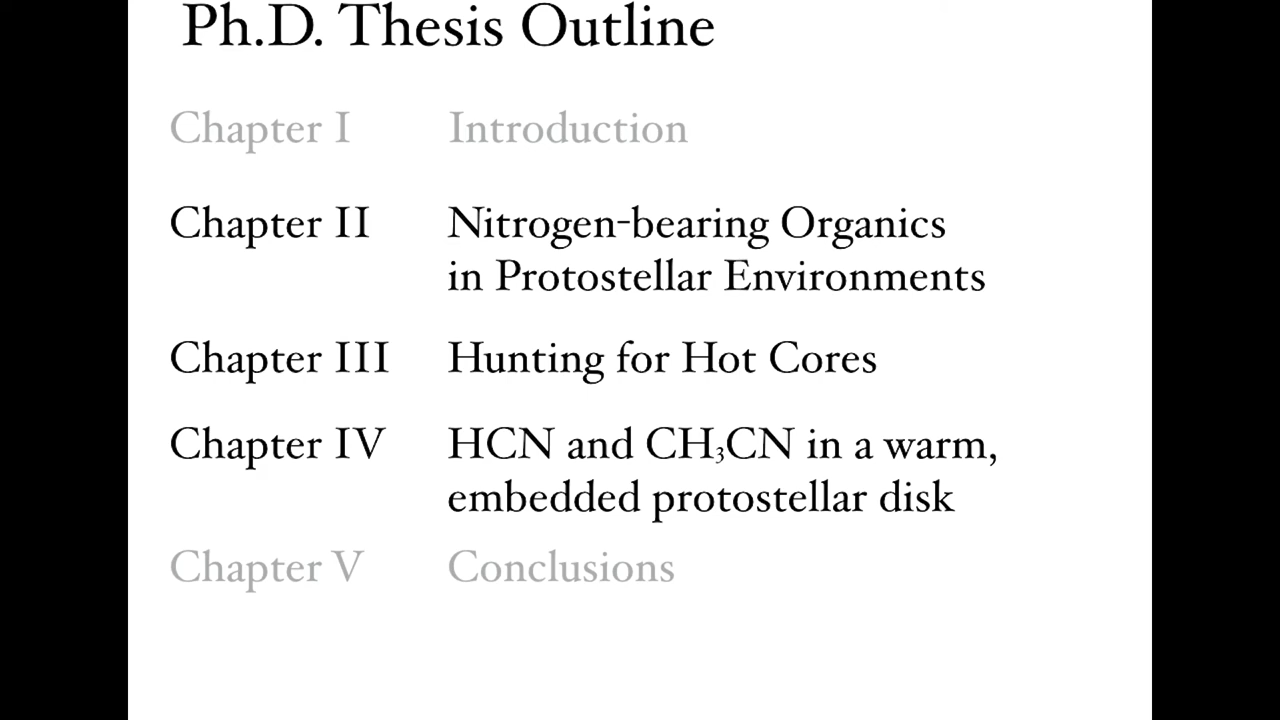 Ph.D. Thesis Outline
Chapter I Introduction
Chapter II Nitrogen-bearing Organics
in Protostellar Environments
Chapter III Hunting for Hot Cores
Chapter IV HCN and CH₃CN in a warm,
embedded protostellar disk
Chapter V Conclusions